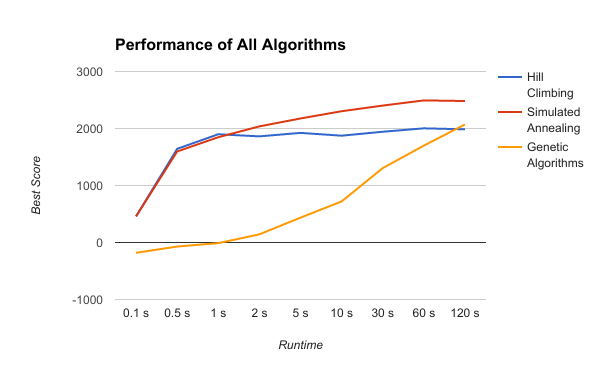 Performance of All Algorithms
3000
2000
1000
0
-1000
Best Score
0.1 s 0.5 s 1 s 2 s 5 s 10 s 30 s 60 s 120 s
Runtime
Hill
Climbing
Simulated
Annealing
Genetic
Algorithms